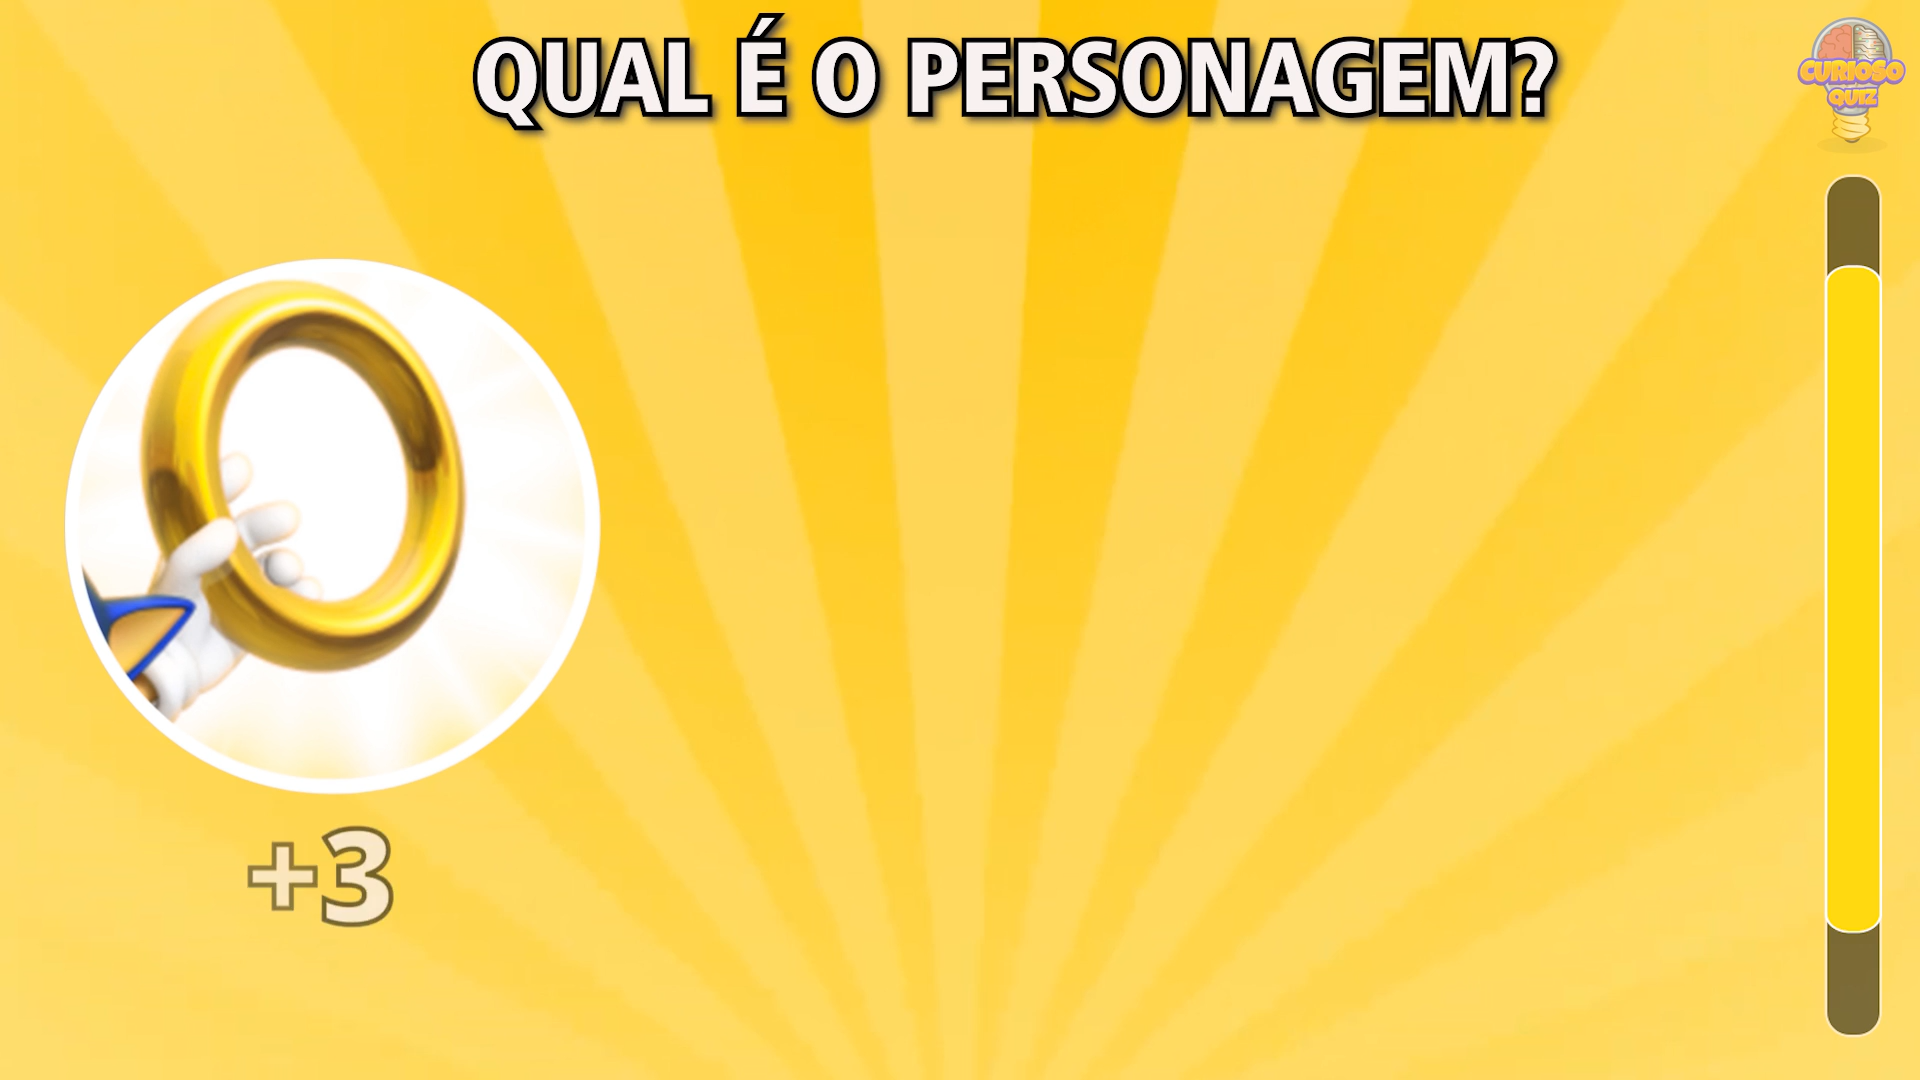 QUAL É O PERSONAGEM?
CURIOSO
QUIZ
+3